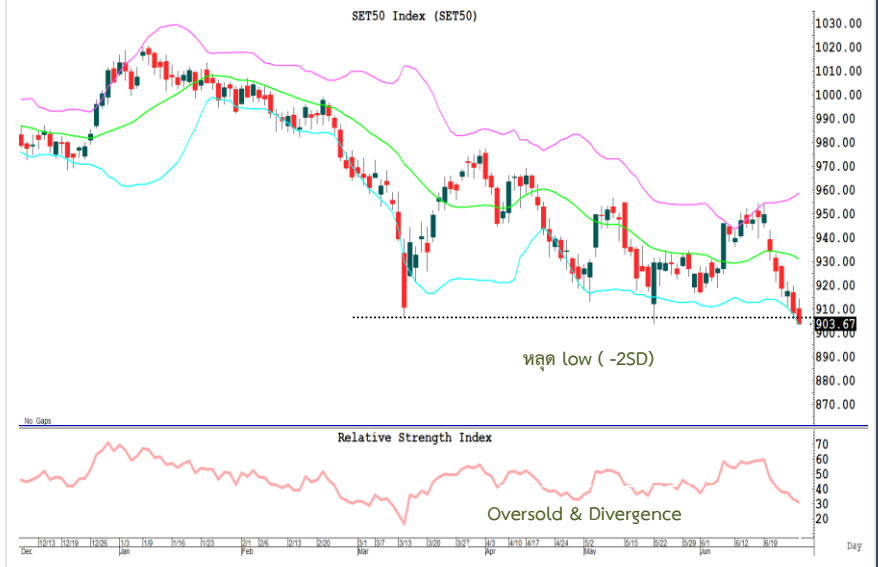 SET50 Index (SET50)
1030.00
1020.00
1010.00
1000.00
990.00
980.00
970.00
960.00
950.00
940.00
930.00
920.00
910.00
903.67
890.00
880.00
870.00
หลุด low ( -2SD)
No Gaps
Relative Strength Index
70
60
50
40
30
20
Oversold & Divergence
12/13 12/19 12/26 1/3 1/9 1/16 1/23 2/1 2/6 2/13 2/20 3/1 3/7 3/13 3/20 3/27 4/3 4/10 4/17 4/24 5/2 5/15 5/22 5/29 6/1 6/12 6/19
Dec Jan Feb Mar Apr May Jun
Day